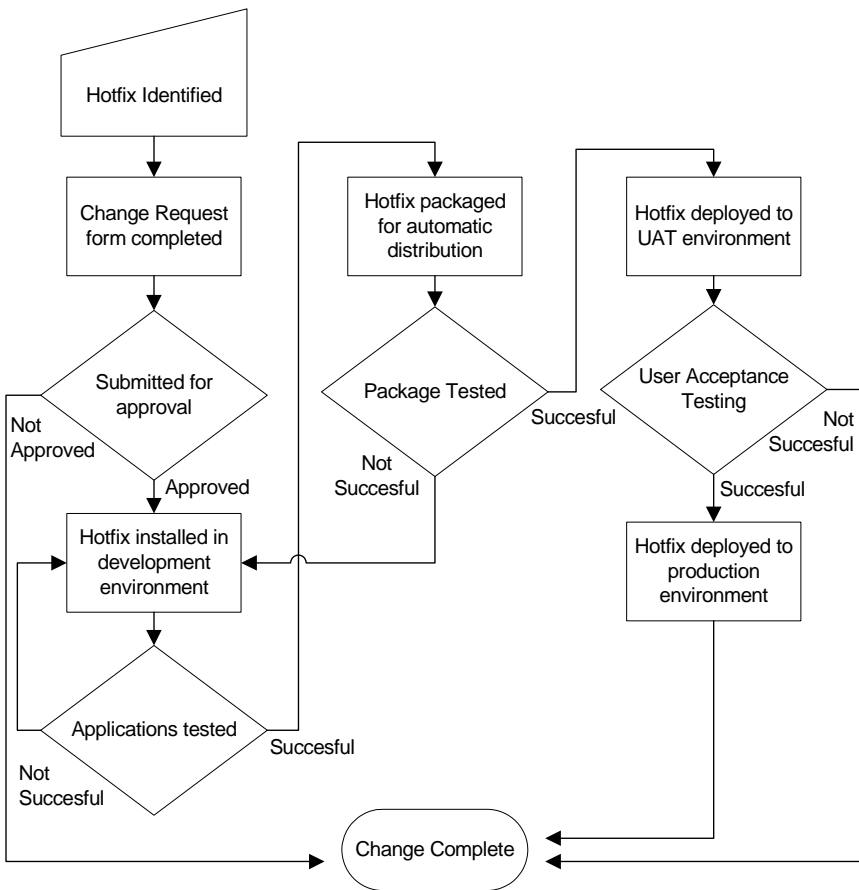 Hotfix Identified
Change Request
form completed
Submitted for
approval
Not
Approved
Approved
Hotfix installed in
development
environment
Applications tested
Not
Succesful
Succesful
Hotfix packaged
for automatic
distribution
Package Tested
Not
Succesful
Succesful
Hotfix deployed to
UAT environment
User Acceptance
Testing
Not
Succesful
Succesful
Hotfix deployed to
production
environment
Change Complete